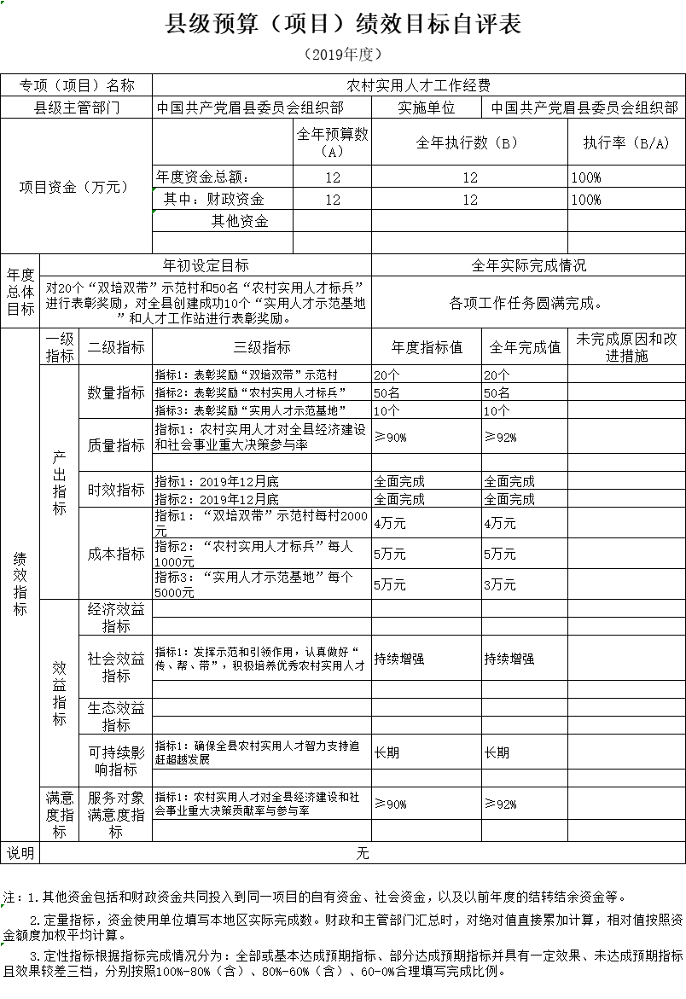 县级预算（项目）绩效目标自评表
（2019年度）
专项（项目）名称 农村实用人才工作经费
县级主管部门 中国共产党眉县委员会组织部 实施单位 中国共产党眉县委员会组织部
项目资金（万元） 全年预算数（A） 全年执行数（B） 执行率（B/A）
年度资金总额： 12 12 100%
其中：财政资金 12 12 100%
其他资金
年度总体目标
年初设定目标 全年实际完成情况
对20个“双培双带”示范村和50名“农村实用人才标兵”
进行表彰奖励，对全县创建成功10个“实用人才示范基地
”和人才工作站进行表彰奖励。
各项工作任务圆满完成。
绩效指标
一级指标 二级指标 三级指标 年度指标值 全年完成值 未完成原因和改进措施
产出指标
数量指标
指标1：表彰奖励“双培双带”示范村 20个 20个
指标2：表彰奖励“农村实用人才标兵” 50名 50名
指标3：表彰奖励“实用人才示范基地” 10个 10个
质量指标
指标1：农村实用人才对全县经济建设
和社会事业重大决策参与率 ≥90% ≥92%
时效指标
指标1：2019年12月底 全面完成 全面完成
指标2：2019年12月底 全面完成 全面完成
成本指标
指标1：“双培双带”示范村每村2000
元 4万元 4万元
指标2：“农村实用人才标兵”每人
1000元 5万元 5万元
指标3：“实用人才示范基地”每个
5000元 5万元 3万元
效益指标
经济效益指标
社会效益指标
指标1：发挥示范和引领作用，认真做好“
传、帮、带”，积极培养优秀农村实用人才 持续增强 持续增强
生态效益指标
可持续影响指标
指标1：确保全县农村实用人才智力支持追
赶超越发展 长期 长期
满意度指标
服务对象满意度指标
指标1：农村实用人才对全县经济建设和社
会事业重大决策贡献率与参与率 ≥90% ≥92%
说明 无
注：1.其他资金包括和财政资金共同投入到同一项目的自有资金、社会资金，以及以前年度的结转结余资金等。
2.定量指标，资金使用单位填写本地区实际完成数。财政和主管部门汇总时，对绝对值直接累加计算，相对值按照资
金额度加权平均计算。
3.定性指标根据指标完成情况分为：全部或基本达成预期指标、部分达成预期指标并具有一定效果、未达成预期指标
且效果较差三档，分别按照100%-80%（含）、80%-60%（含）、60-0%合理填写完成比例。